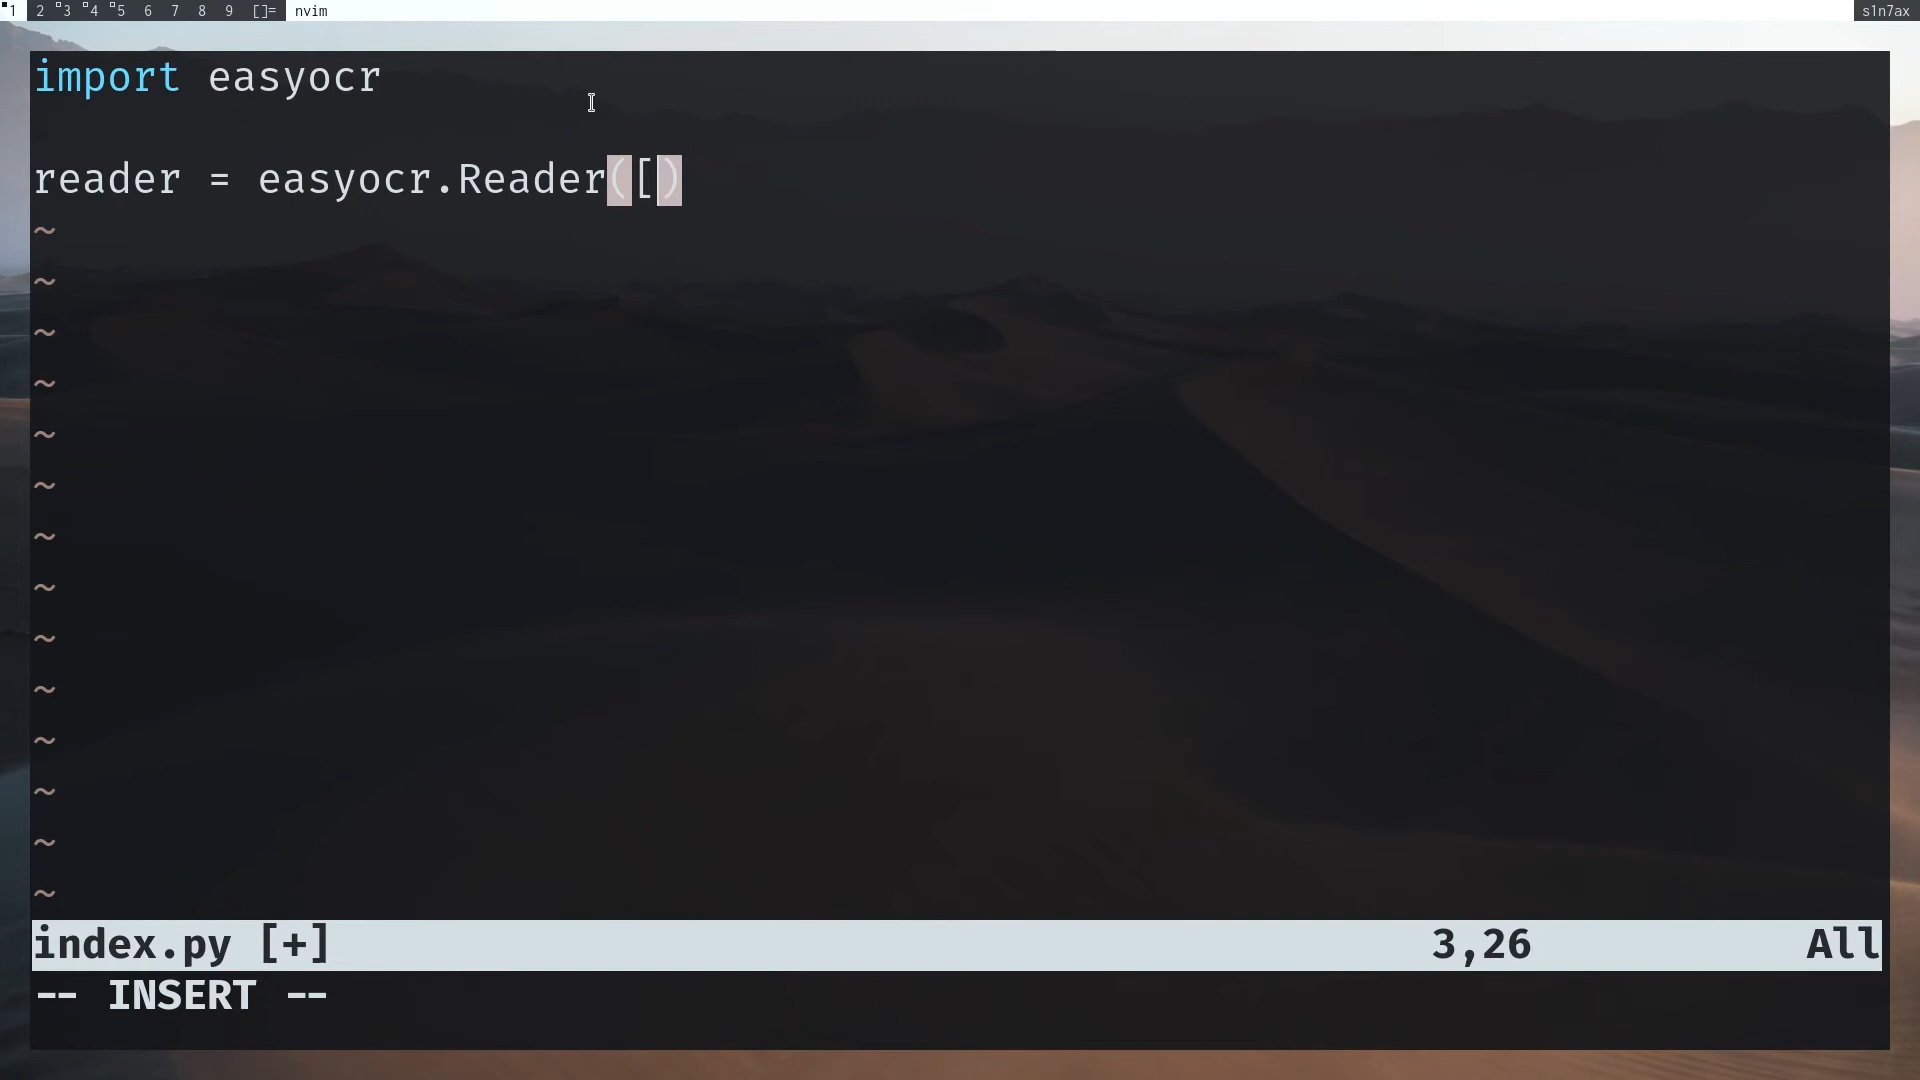 1 2 3 4 5 6 7 8 9 []= nvim s1n7ax
import easyocr
reader = easyocr.Reader([)
~
~
~
~
~
~
~
~
~
~
~
~
~
~
index.py [+] 3,26 All
-- INSERT --